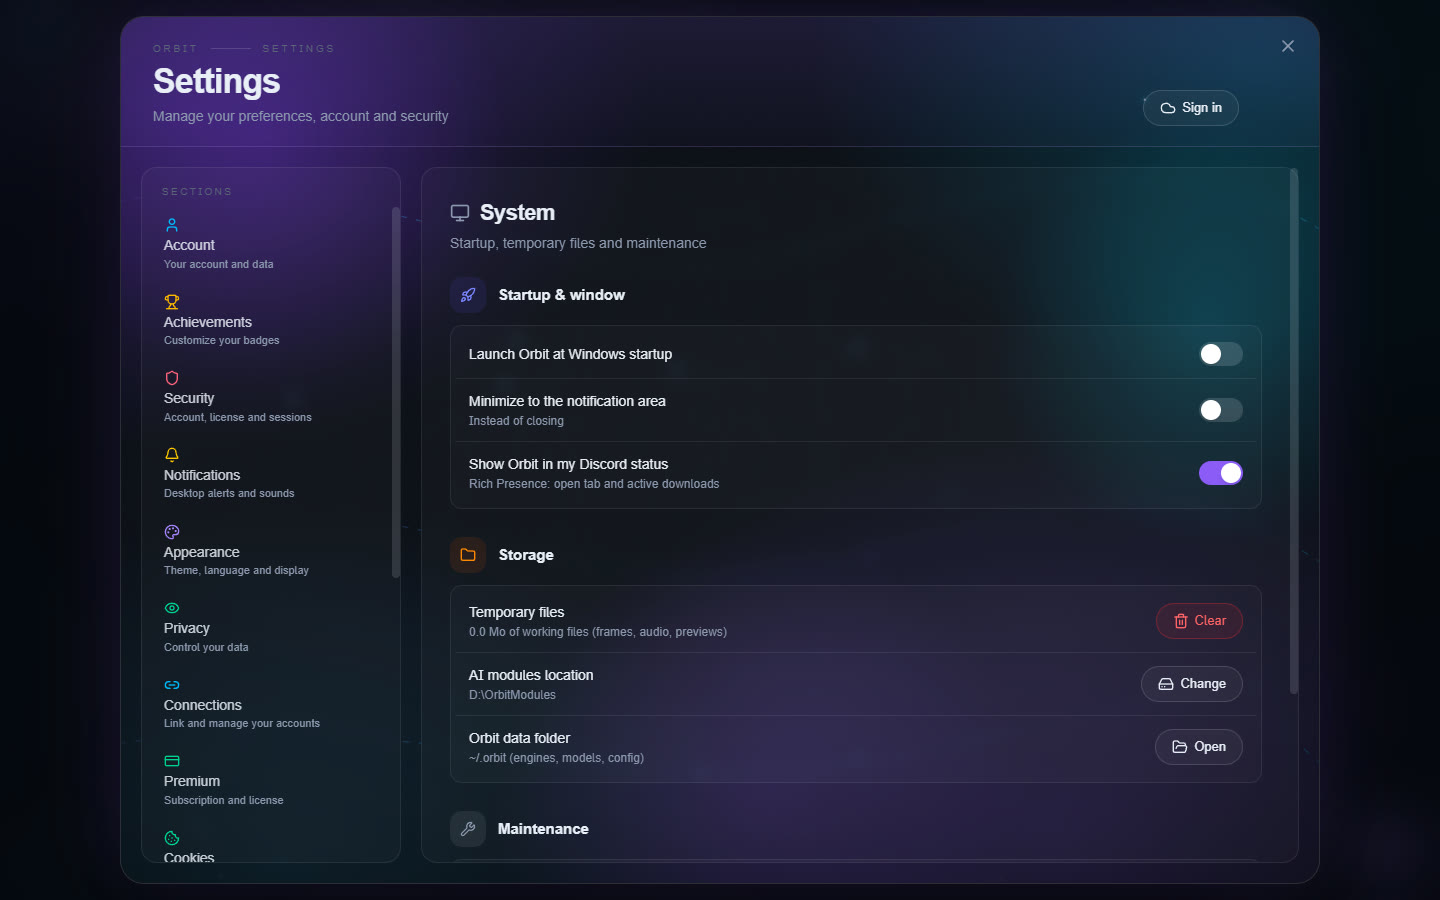 ORBIT SETTINGS
Settings
Manage your preferences, account and security
Sign in
SECTIONS
Account
Your account and data
Achievements
Customize your badges
Security
Account, license and sessions
Notifications
Desktop alerts and sounds
Appearance
Theme, language and display
Privacy
Control your data
Connections
Link and manage your accounts
Premium
Subscription and license
Cookies
System
Startup, temporary files and maintenance
Startup & window
Launch Orbit at Windows startup
Minimize to the notification area
Instead of closing
Show Orbit in my Discord status
Rich Presence: open tab and active downloads
Storage
Temporary files
0.0 Mo of working files (frames, audio, previews)
Clear
AI modules location
D:\OrbitModules
Change
Orbit data folder
~/.orbit (engines, models, config)
Open
Maintenance